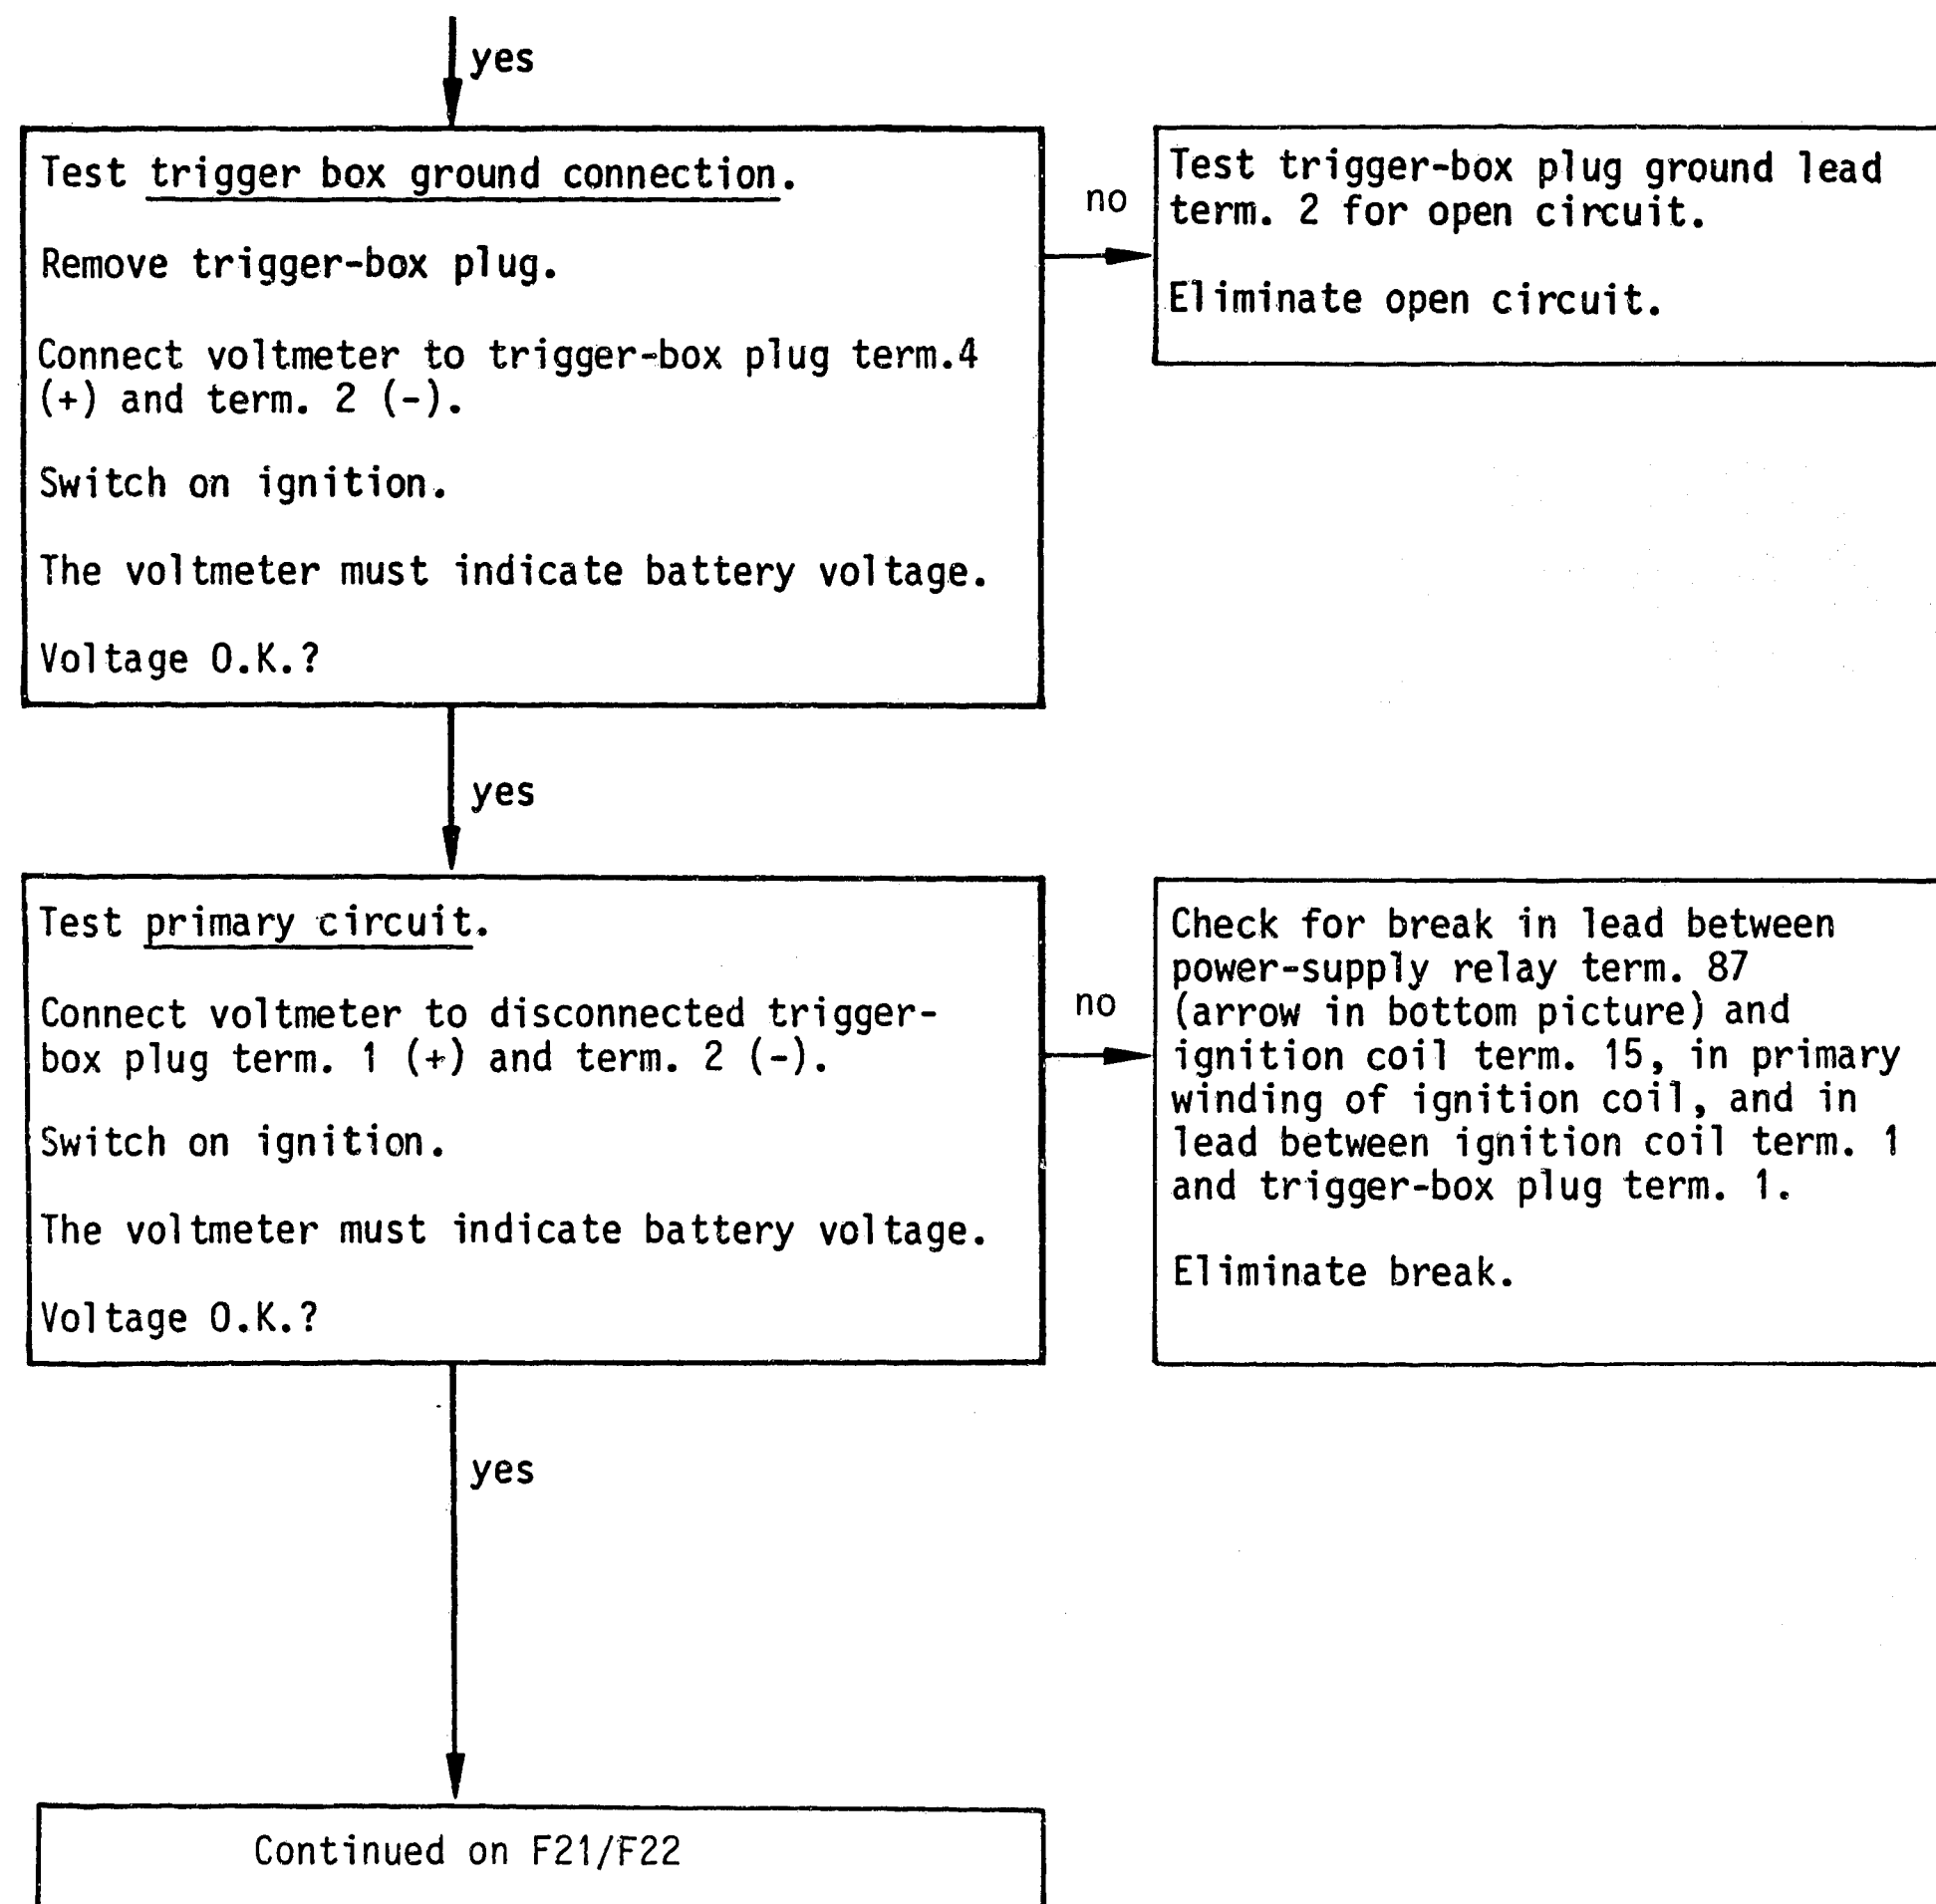 yes
Test trigger box ground connection.
Remove trigger-box plug.
Connect voltmeter to trigger-box plug term.4
(+) and term. 2 (-).
Switch on ignition.
The voltmeter must indicate battery voltage.
Voltage O.K.?
no
Test trigger-box plug ground lead
term. 2 for open circuit.
Eliminate open circuit.
yes
Test primary circuit.
Connect voltmeter to disconnected trigger-
box plug term. 1 (+) and term. 2 (-).
Switch on ignition.
The voltmeter must indicate battery voltage.
Voltage O.K.?
no
Check for break in lead between
power-supply relay term. 87
(arrow in bottom picture) and
ignition coil term. 15, in primary
winding of ignition coil, and in
lead between ignition coil term. 1
and trigger-box plug term. 1.
Eliminate break.
yes
Continued on F21/F22